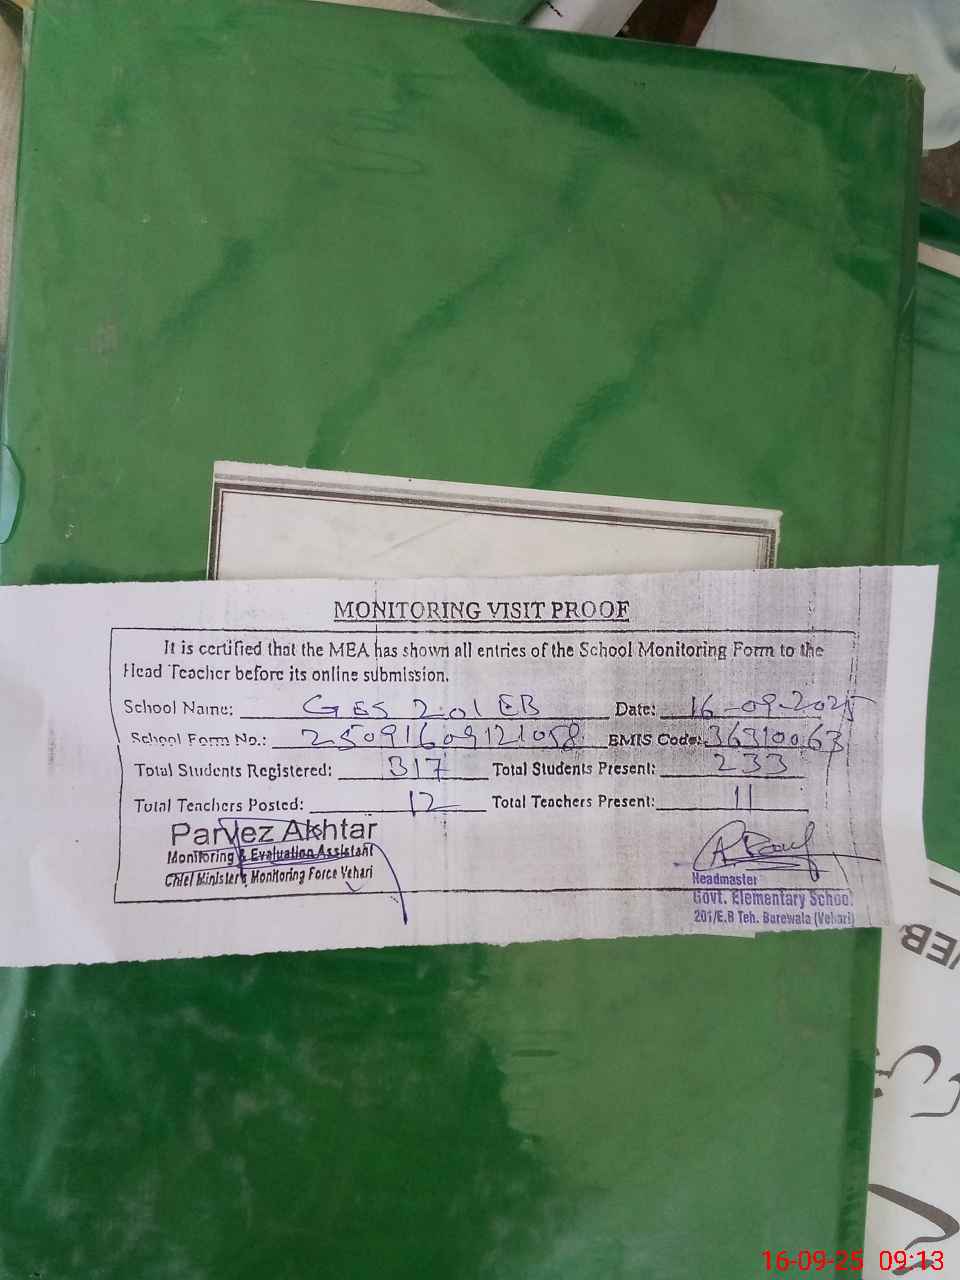 MONITORING VISIT PROOF
It is certified that the MEA has shown all entries of the School Monitoring Form to the
Head Teacher before its online submission.
School Name: GES 201 EB Date: 16-09-2025
School Form No.: 25091609121058 EMIS Code: 36310063
Total Students Registered: 317 Total Students Present: 233
Total Teachers Posted: 12 Total Teachers Present: 11
Parvez Akhtar
Monitoring & Evaluation Assistant
Chief Minister's Monitoring Force Vehari
Headmaster
Govt. Elementary School
201/E.B Teh. Burewala (Vehari)
/EB
16-09-25 09:13